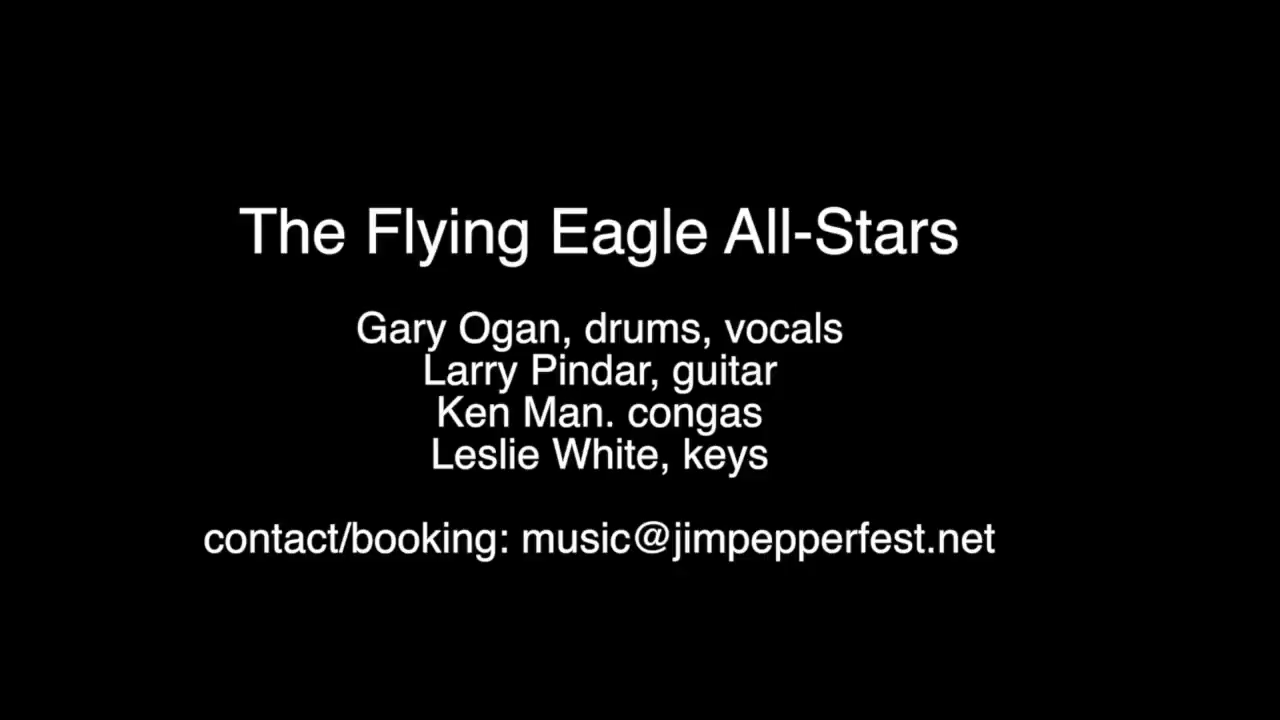 The Flying Eagle All-Stars
Gary Ogan, drums, vocals
Larry Pindar, guitar
Ken Man. congas
Leslie White, keys
contact/booking: music@jimpepperfest.net